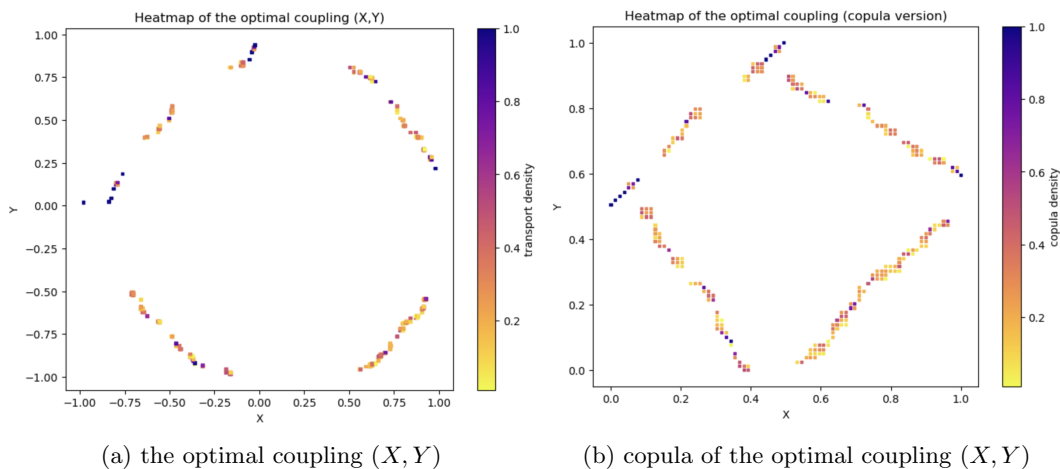 Heatmap of the optimal coupling (X,Y)
1.00
0.75
0.50
0.25
0.00
−0.25
−0.50
−0.75
−1.00
Y
−1.00 −0.75 −0.50 −0.25 0.00 0.25 0.50 0.75 1.00
X
1.0
0.8
0.6
0.4
0.2
transport density
(a) the optimal coupling (X, Y)
Heatmap of the optimal coupling (copula version)
1.0
0.8
0.6
0.4
0.2
0.0
Y
0.0 0.2 0.4 0.6 0.8 1.0
X
1.0
0.8
0.6
0.4
0.2
copula density
(b) copula of the optimal coupling (X, Y)